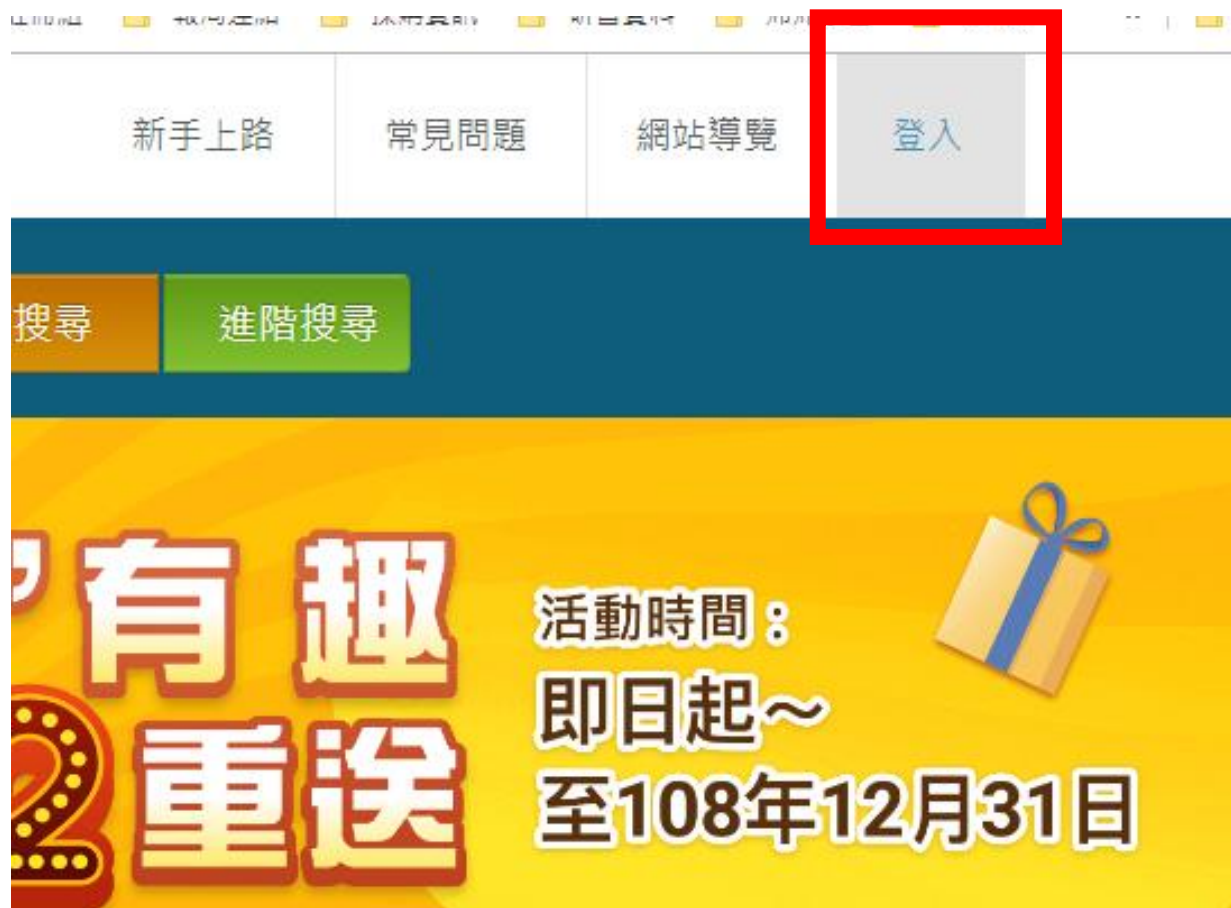 新手上路 常見問題 網站導覽 登入
搜尋 進階搜尋
有趣
2重送
活動時間：
即日起～
至108年12月31日